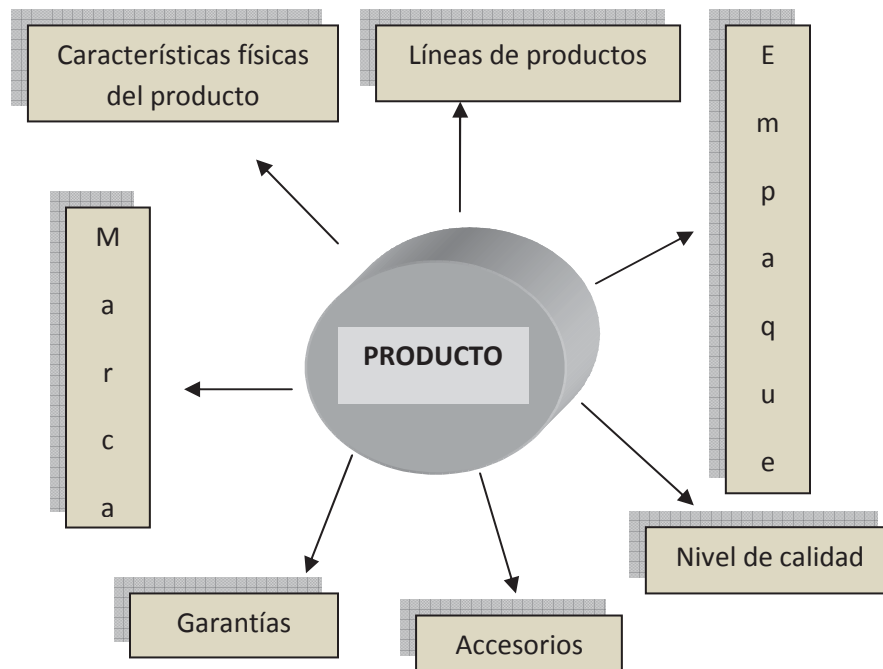 Características físicas
del producto
Líneas de productos
E
m
p
a
q
u
e
M
a
r
c
a
PRODUCTO
Nivel de calidad
Garantías
Accesorios